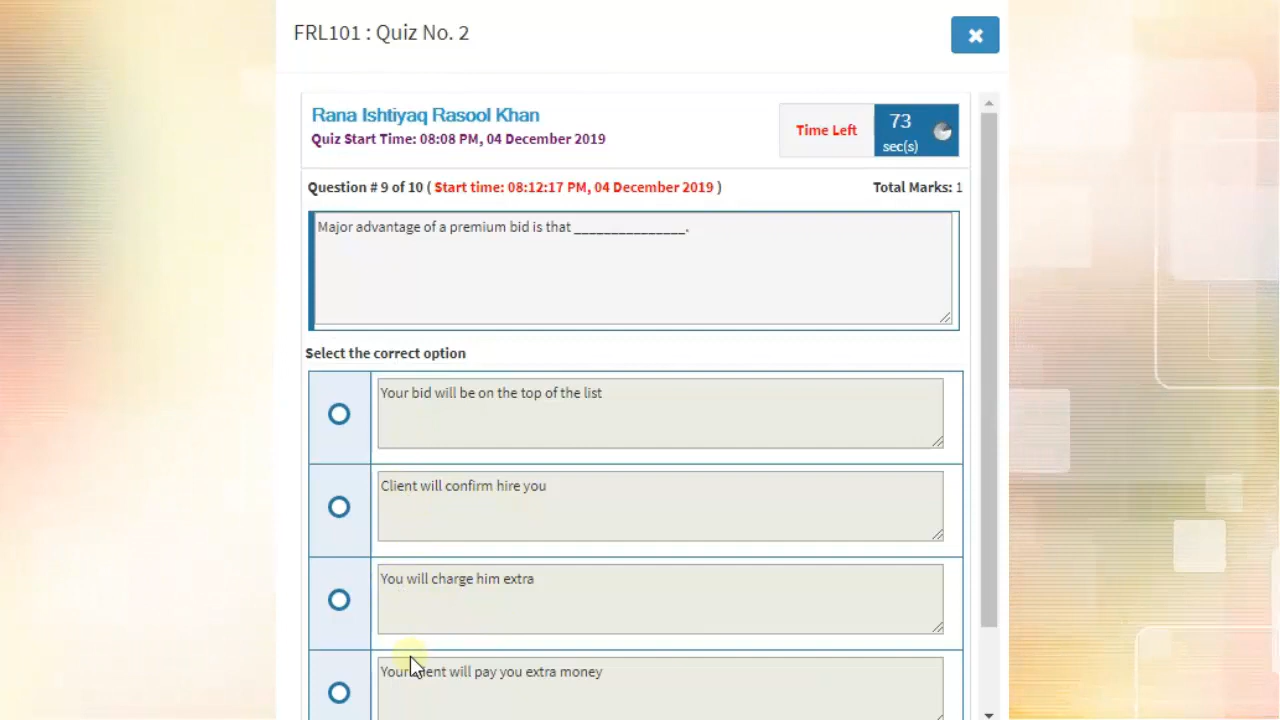 FRL101 : Quiz No. 2
Rana Ishtiyaq Rasool Khan
Quiz Start Time: 08:08 PM, 04 December 2019
Time Left
73
sec(s)
Question # 9 of 10 ( Start time: 08:12:17 PM, 04 December 2019 )
Total Marks: 1
Major advantage of a premium bid is that _______________.
Select the correct option
Your bid will be on the top of the list
Client will confirm hire you
You will charge him extra
Your client will pay you extra money